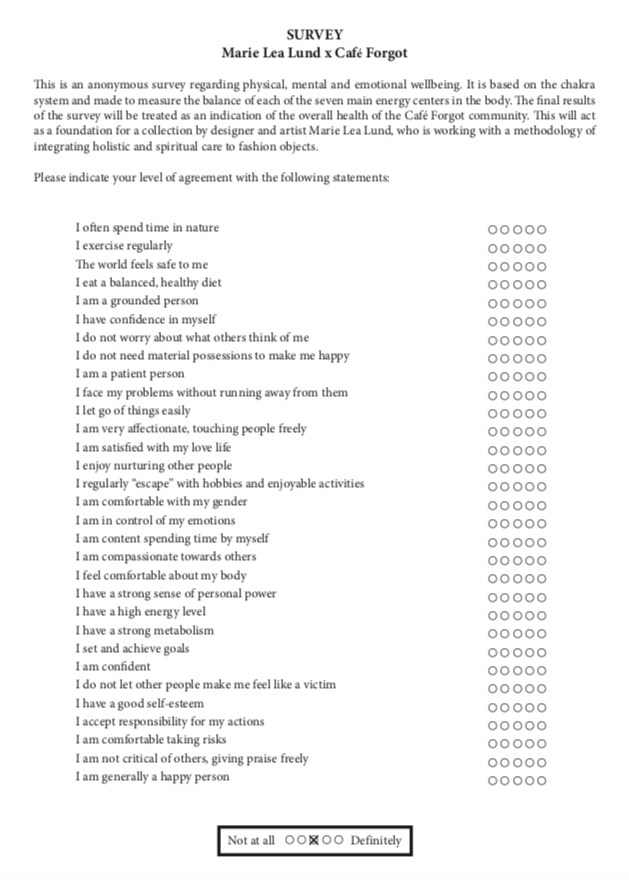 SURVEY
Marie Lea Lund x Café Forgot
This is an anonymous survey regarding physical, mental and emotional wellbeing. It is based on the chakra
system and made to measure the balance of each of the seven main energy centers in the body. The final results
of the survey will be treated as an indication of the overall health of the Café Forgot community. This will act
as a foundation for a collection by designer and artist Marie Lea Lund, who is working with a methodology of
integrating holistic and spiritual care to fashion objects.
Please indicate your level of agreement with the following statements:
I often spend time in nature
I exercise regularly
The world feels safe to me
I eat a balanced, healthy diet
I am a grounded person
I have confidence in myself
I do not worry about what others think of me
I do not need material possessions to make me happy
I am a patient person
I face my problems without running away from them
I let go of things easily
I am very affectionate, touching people freely
I am satisfied with my love life
I enjoy nurturing other people
I regularly “escape” with hobbies and enjoyable activities
I am comfortable with my gender
I am in control of my emotions
I am content spending time by myself
I am compassionate towards others
I feel comfortable about my body
I have a strong sense of personal power
I have a high energy level
I have a strong metabolism
I set and achieve goals
I am confident
I do not let other people make me feel like a victim
I have a good self-esteem
I accept responsibility for my actions
I am comfortable taking risks
I am not critical of others, giving praise freely
I am generally a happy person
Not at all Definitely